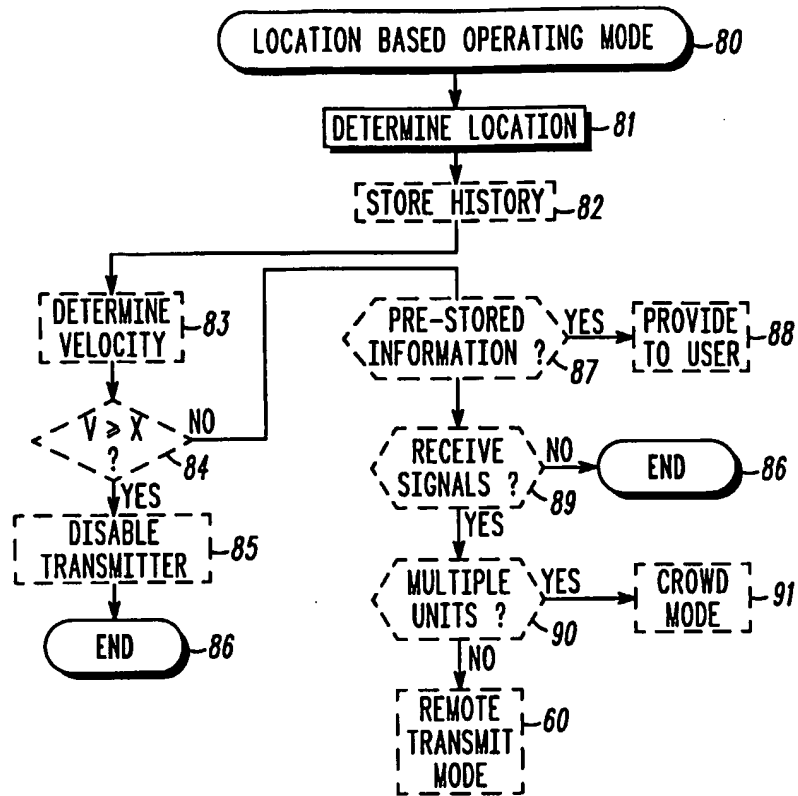 LOCATION BASED OPERATING MODE
80
DETERMINE LOCATION
81
STORE HISTORY
82
DETERMINE
VELOCITY
83
V ⩾ X
?
84
NO
YES
DISABLE
TRANSMITTER
85
END
86
PRE-STORED
INFORMATION ?
87
YES
PROVIDE
TO USER
88
RECEIVE
SIGNALS ?
89
NO
END
86
YES
MULTIPLE
UNITS ?
90
YES
CROWD
MODE
91
NO
REMOTE
TRANSMIT
MODE
60